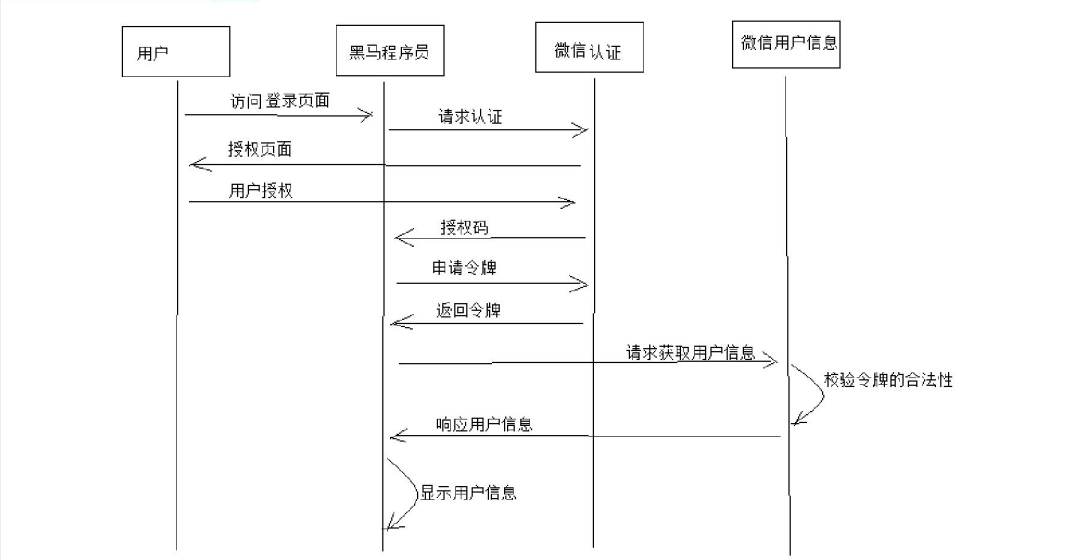 用户
黑马程序员
微信认证
微信用户信息
访问登录页面
请求认证
授权页面
用户授权
授权码
申请令牌
返回令牌
请求获取用户信息
校验令牌的合法性
响应用户信息
显示用户信息